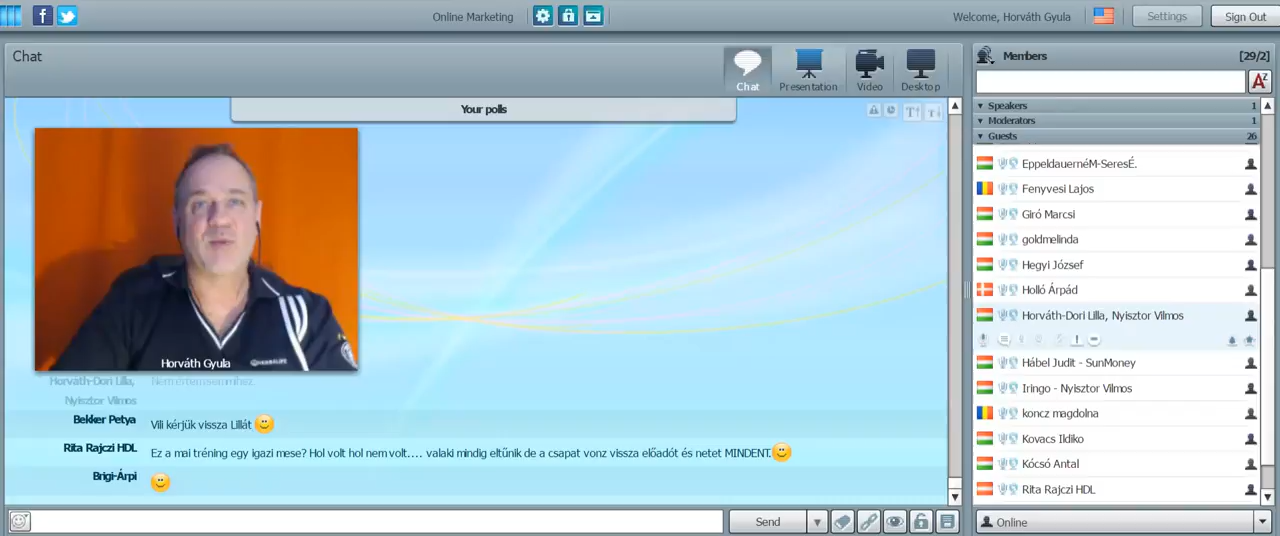 Online Marketing
Welcome, Horváth Gyula
Settings
Sign Out
Chat
Chat
Presentation
Video
Desktop
Members
[29/2]
Your polls
Speakers 1
Moderators 1
Guests 26
EppeldauernéM-SeresÉ.
Fenyvesi Lajos
Giró Marcsi
goldmelinda
Hegyi József
Holló Árpád
Horváth-Dori Lilla, Nyisztor Vilmos
Hábel Judit - SunMoney
Iringo - Nyisztor Vilmos
koncz magdolna
Kovacs Ildiko
Kócsó Antal
Rita Rajczi HDL
Horváth Gyula
HERBALIFE
Horváth-Dori Lilla, Nem értem semmihez.
Nyisztor Vilmos
Bekker Petya Vili kérjük vissza Lillát
Rita Rajczi HDL Ez a mai tréning egy igazi mese? Hol volt hol nem volt.... valaki mindig eltűnik de a csapat vonz vissza előadót és netet MINDENT.
Brigi-Árpi
Send
Online